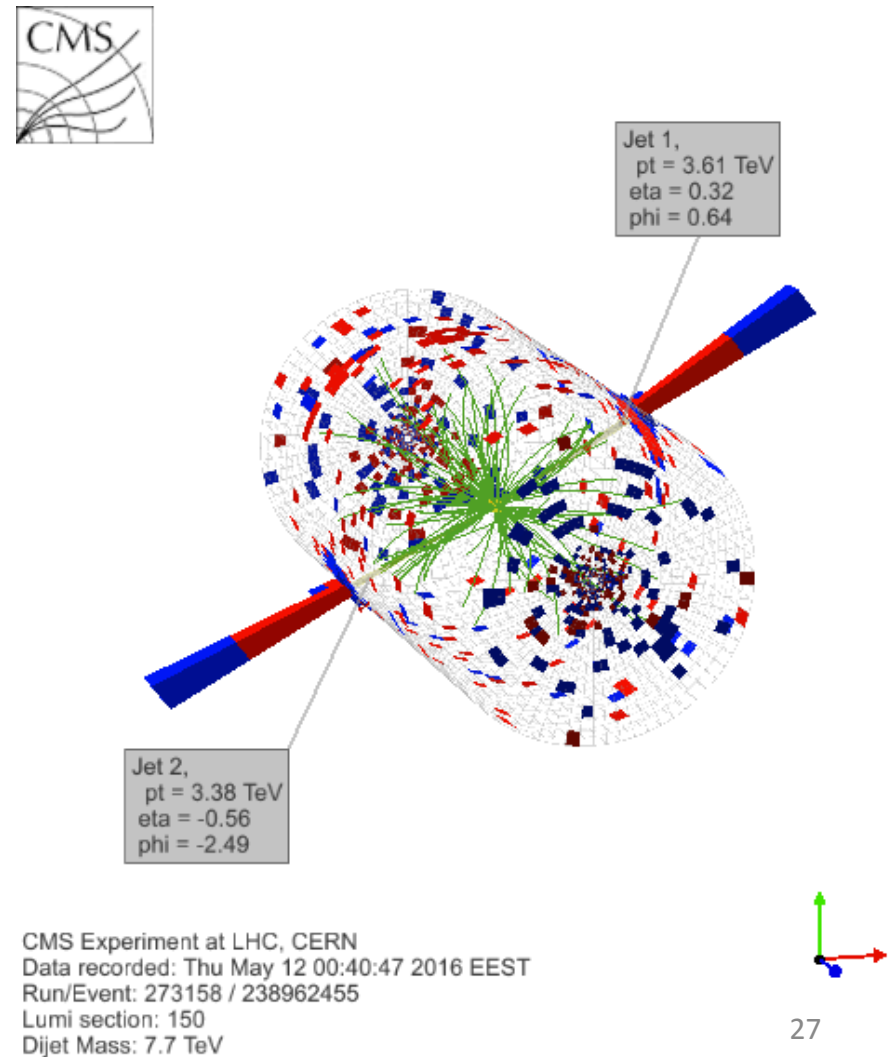 CMS
Jet 1,
pt = 3.61 TeV
eta = 0.32
phi = 0.64
Jet 2,
pt = 3.38 TeV
eta = -0.56
phi = -2.49
CMS Experiment at LHC, CERN
Data recorded: Thu May 12 00:40:47 2016 EEST
Run/Event: 273158 / 238962455
Lumi section: 150
Dijet Mass: 7.7 TeV
27